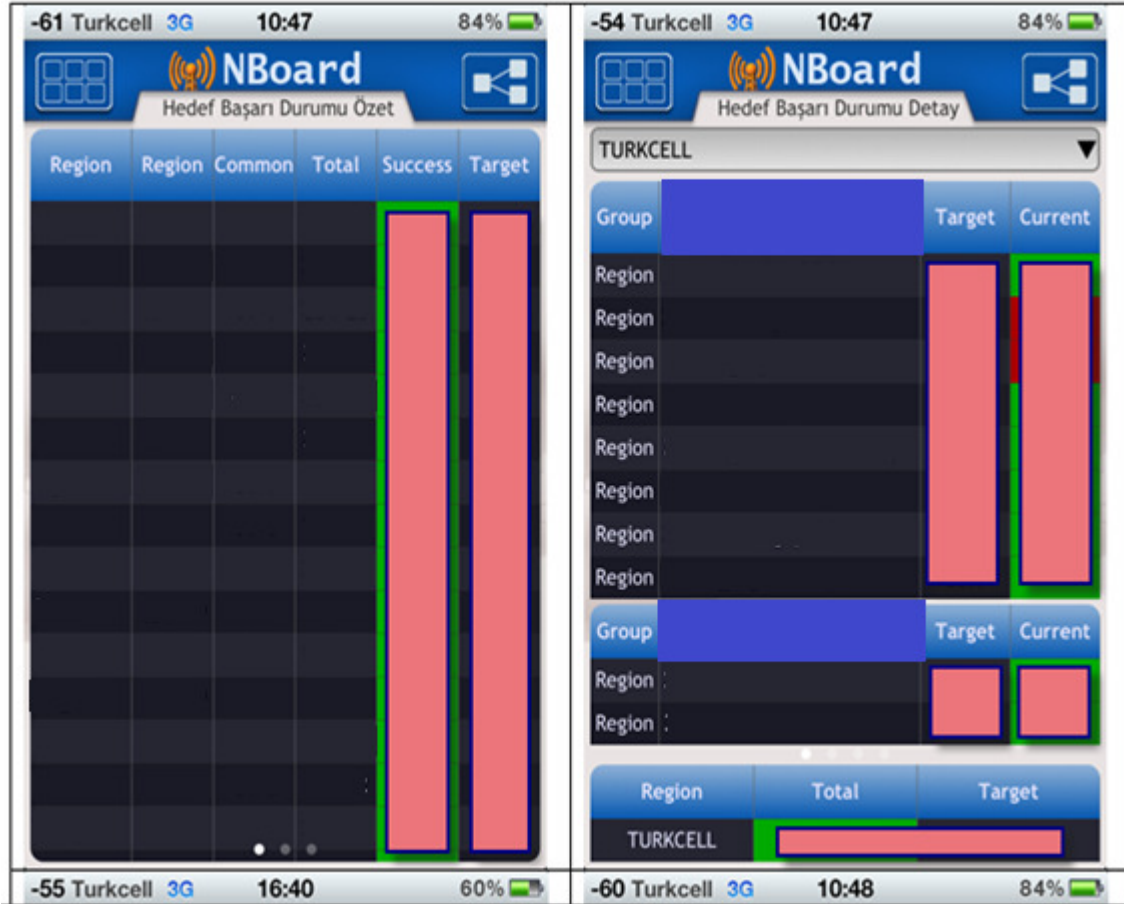 -61 Turkcell 3G 10:47 84%
NBoard
Hedef Başarı Durumu Özet
Region Region Common Total Success Target
-54 Turkcell 3G 10:47 84%
NBoard
Hedef Başarı Durumu Detay
TURKCELL
Group Target Current
Region
Region
Region
Region
Region
Region
Region
Region
Group Target Current
Region
Region
Region Total Target
TURKCELL
-55 Turkcell 3G 16:40 60%
-60 Turkcell 3G 10:48 84%